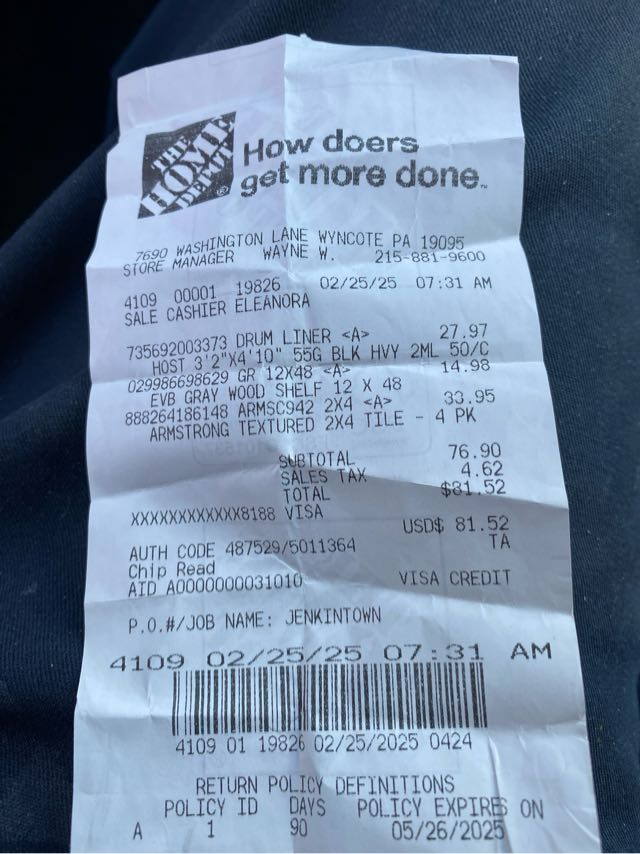 THE
HOME
DEPOT
How doers
get more done.
7690 WASHINGTON LANE WYNCOTE PA 19095
STORE MANAGER WAYNE W. 215-881-9600
4109 00001 19826 02/25/25 07:31 AM
SALE CASHIER ELEANORA
735692003373 DRUM LINER <A> 27.97
HOST 3'2"X4'10" 55G BLK HVY 2ML 50/C
029986698629 GR 12X48 <A> 14.98
EVB GRAY WOOD SHELF 12 X 48
888264186148 ARMSC942 2X4 <A> 33.95
ARMSTRONG TEXTURED 2X4 TILE - 4 PK
SUBTOTAL 76.90
SALES TAX 4.62
TOTAL $81.52
XXXXXXXXXXXX8188 VISA
USD$ 81.52
AUTH CODE 487529/5011364 TA
Chip Read
AID A0000000031010 VISA CREDIT
P.O.#/JOB NAME: JENKINTOWN
4109 02/25/25 07:31 AM
4109 01 19826 02/25/2025 0424
RETURN POLICY DEFINITIONS
POLICY ID DAYS POLICY EXPIRES ON
A 1 90 05/26/2025